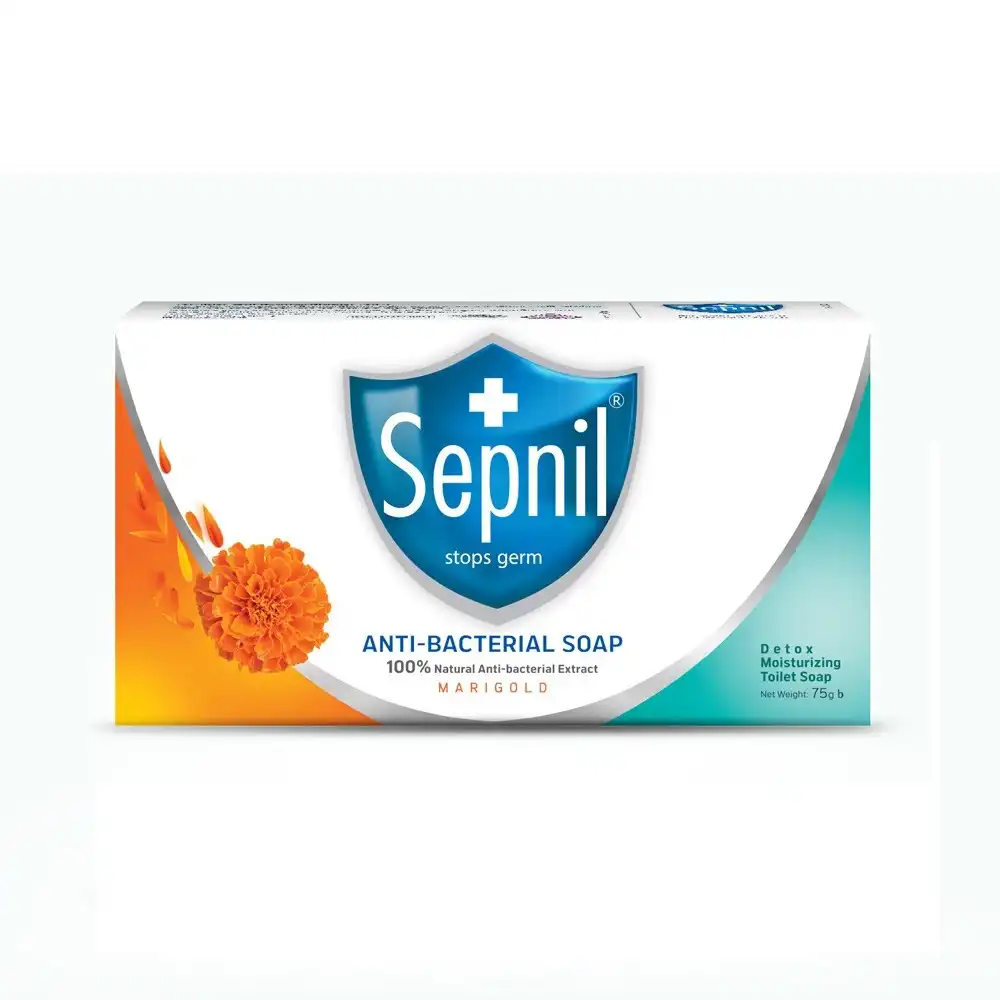 Sepnil
Sepnil®
stops germ
ANTI-BACTERIAL SOAP
100% Natural Anti-bacterial Extract
MARIGOLD
Detox
Moisturizing
Toilet Soap
Net Weight: 75g b